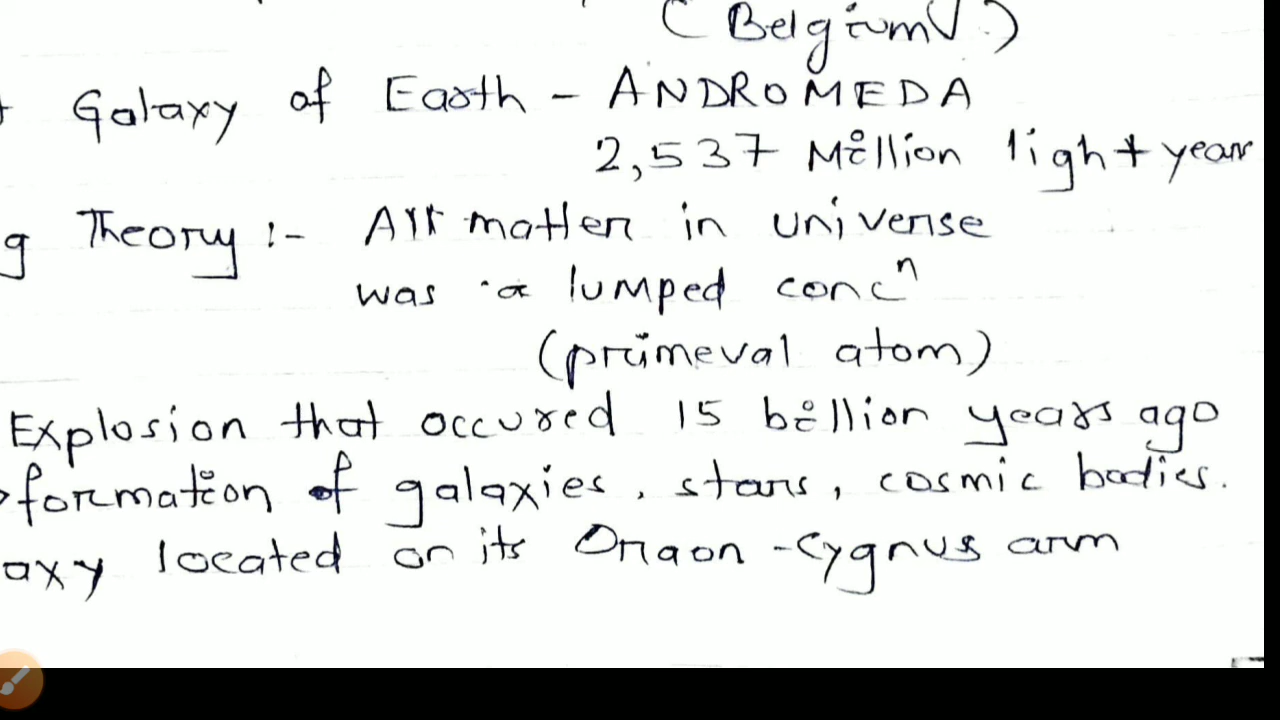 (Belgium)
Galaxy of Earth - ANDROMEDA
2,537 Million light years
g Theory :- All matter in universe
was a lumped concⁿ
(primeval atom)
Explosion that occured 15 billion years ago
formation of galaxies, stars, cosmic bodies.
axy located on its Oraon-Cygnus arm